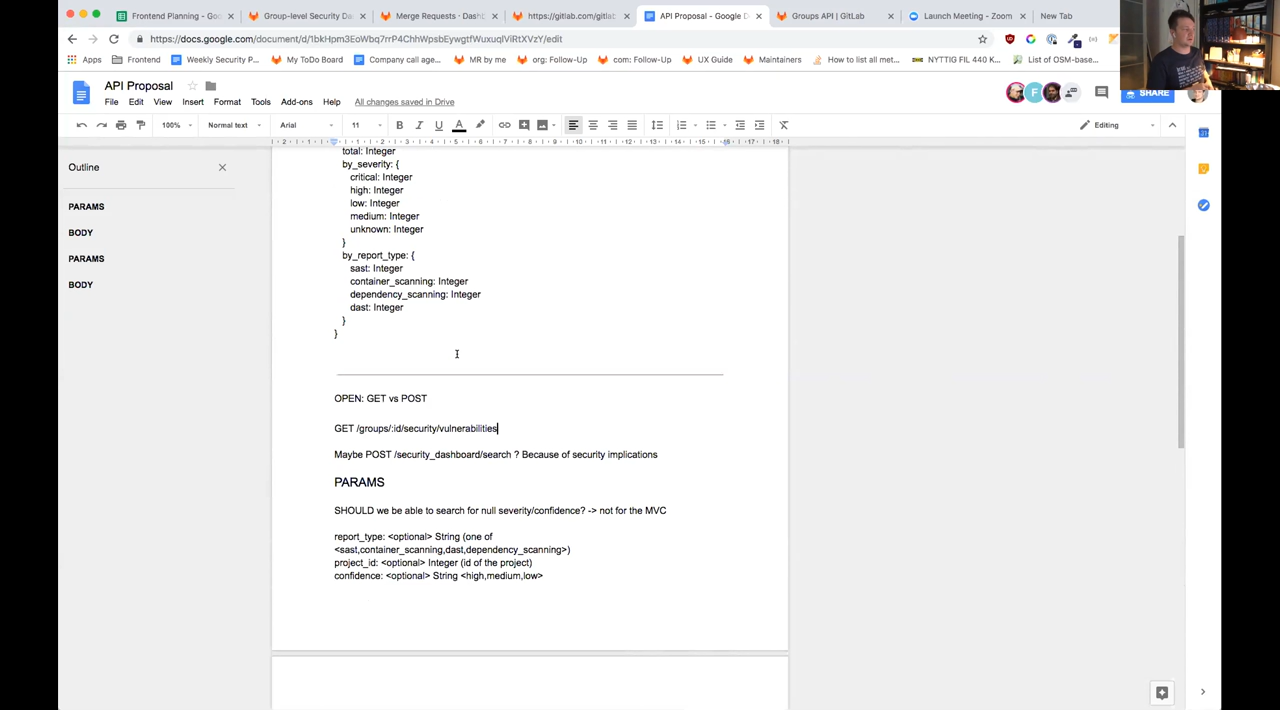 Frontend Planning - Goo
Group-level Security Da
Merge Requests · Dash
https://gitlab.com/gitlab
API Proposal - Google D
Groups API | GitLab
Launch Meeting - Zoom
New Tab
https://docs.google.com/document/d/1bkHpm3EoWbq7rrP4ChhWpsbEywgtfWuxuqlViRtXVzY/edit
Apps
Frontend
Weekly Security P...
My ToDo Board
Company call age...
MR by me
org: Follow-Up
com: Follow-Up
UX Guide
Maintainers
How to list all met...
NYTTIG FIL 440 K...
List of OSM-base...
API Proposal
File Edit View Insert Format Tools Add-ons Help All changes saved in Drive
F
SHARE
100% Normal text Arial 11 B I U A Editing
Outline
PARAMS
BODY
PARAMS
BODY
total: Integer
by_severity: {
critical: Integer
high: Integer
low: Integer
medium: Integer
unknown: Integer
}
by_report_type: {
sast: Integer
container_scanning: Integer
dependency_scanning: Integer
dast: Integer
}
}
OPEN: GET vs POST
GET /groups/:id/security/vulnerabilities
Maybe POST /security_dashboard/search ? Because of security implications
PARAMS
SHOULD we be able to search for null severity/confidence? -> not for the MVC
report_type: <optional> String (one of
<sast,container_scanning,dast,dependency_scanning>)
project_id: <optional> Integer (id of the project)
confidence: <optional> String <high,medium,low>